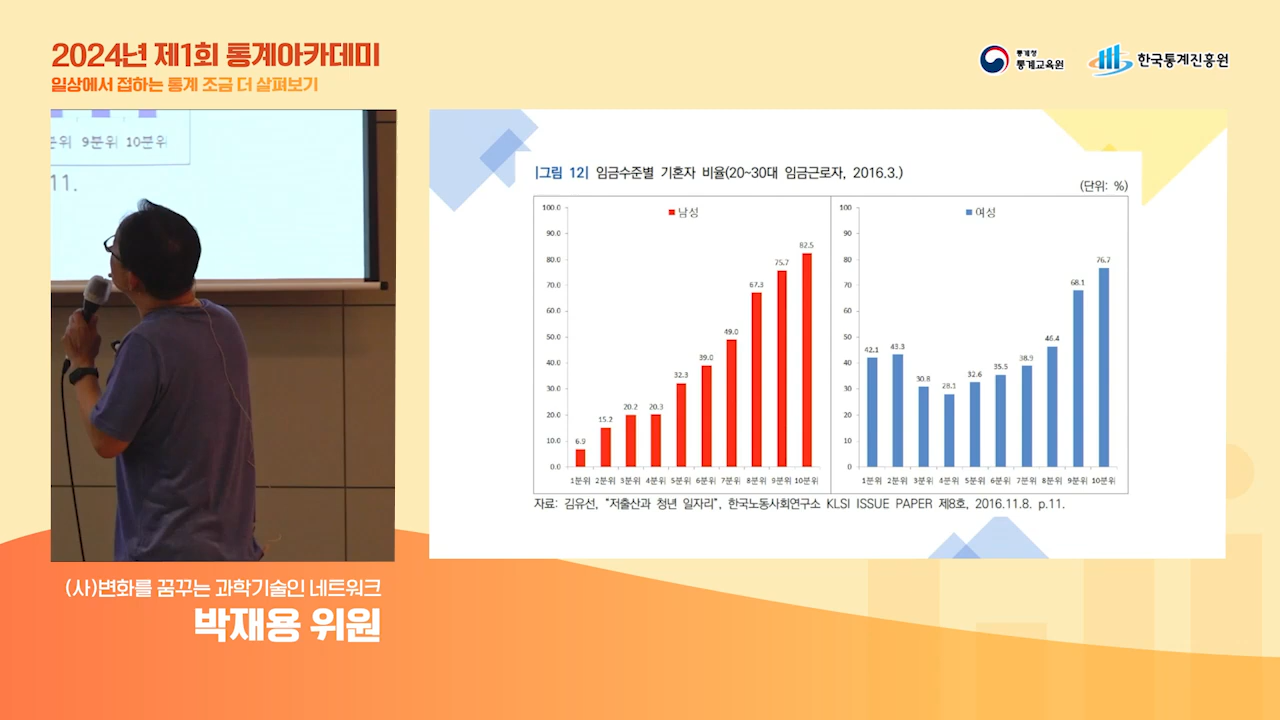 2024년 제1회 통계아카데미
일상에서 접하는 통계 조금 더 살펴보기
통계청
통계교육원
한국통계진흥원
9분위 10분위
11.
|그림 12| 임금수준별 기혼자 비율(20~30대 임금근로자, 2016.3.)
(단위: %)
남성
100.0
90.0
80.0
70.0
60.0
50.0
40.0
30.0
20.0
10.0
0.0
6.9 15.2 20.2 20.3 32.3 39.0 49.0 67.3 75.7 82.5
1분위 2분위 3분위 4분위 5분위 6분위 7분위 8분위 9분위 10분위
여성
100
90
80
70
60
50
40
30
20
10
0
42.1 43.3 30.8 28.1 32.6 35.5 38.9 46.4 68.1 76.7
1분위 2분위 3분위 4분위 5분위 6분위 7분위 8분위 9분위 10분위
자료: 김유선, "저출산과 청년 일자리", 한국노동사회연구소 KLSI ISSUE PAPER 제8호, 2016.11.8. p.11.
(사)변화를 꿈꾸는 과학기술인 네트워크
박재용 위원